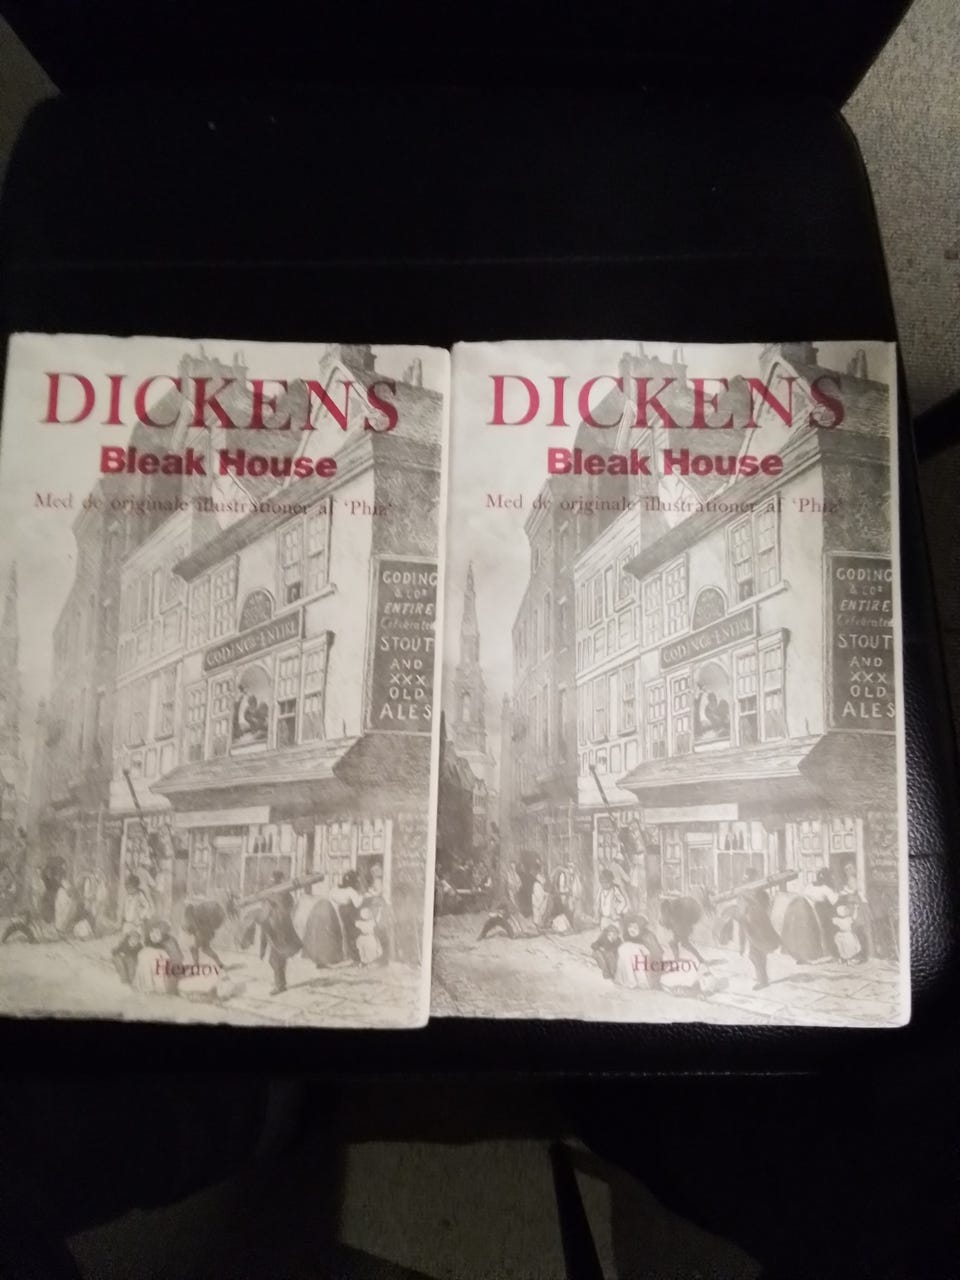 DICKENS
Bleak House
Med de originale illustrationer af 'Phiz'
GODING
& Cos
ENTIRE
Celebrated
STOUT
AND
XXX
OLD
ALES
GODING & ENTIRE
Hernov
DICKENS
Bleak House
Med de originale illustrationer af 'Phiz'
GODING
& Cos
ENTIRE
Celebrated
STOUT
AND
XXX
OLD
ALES
GODING & ENTIRE
Hernov